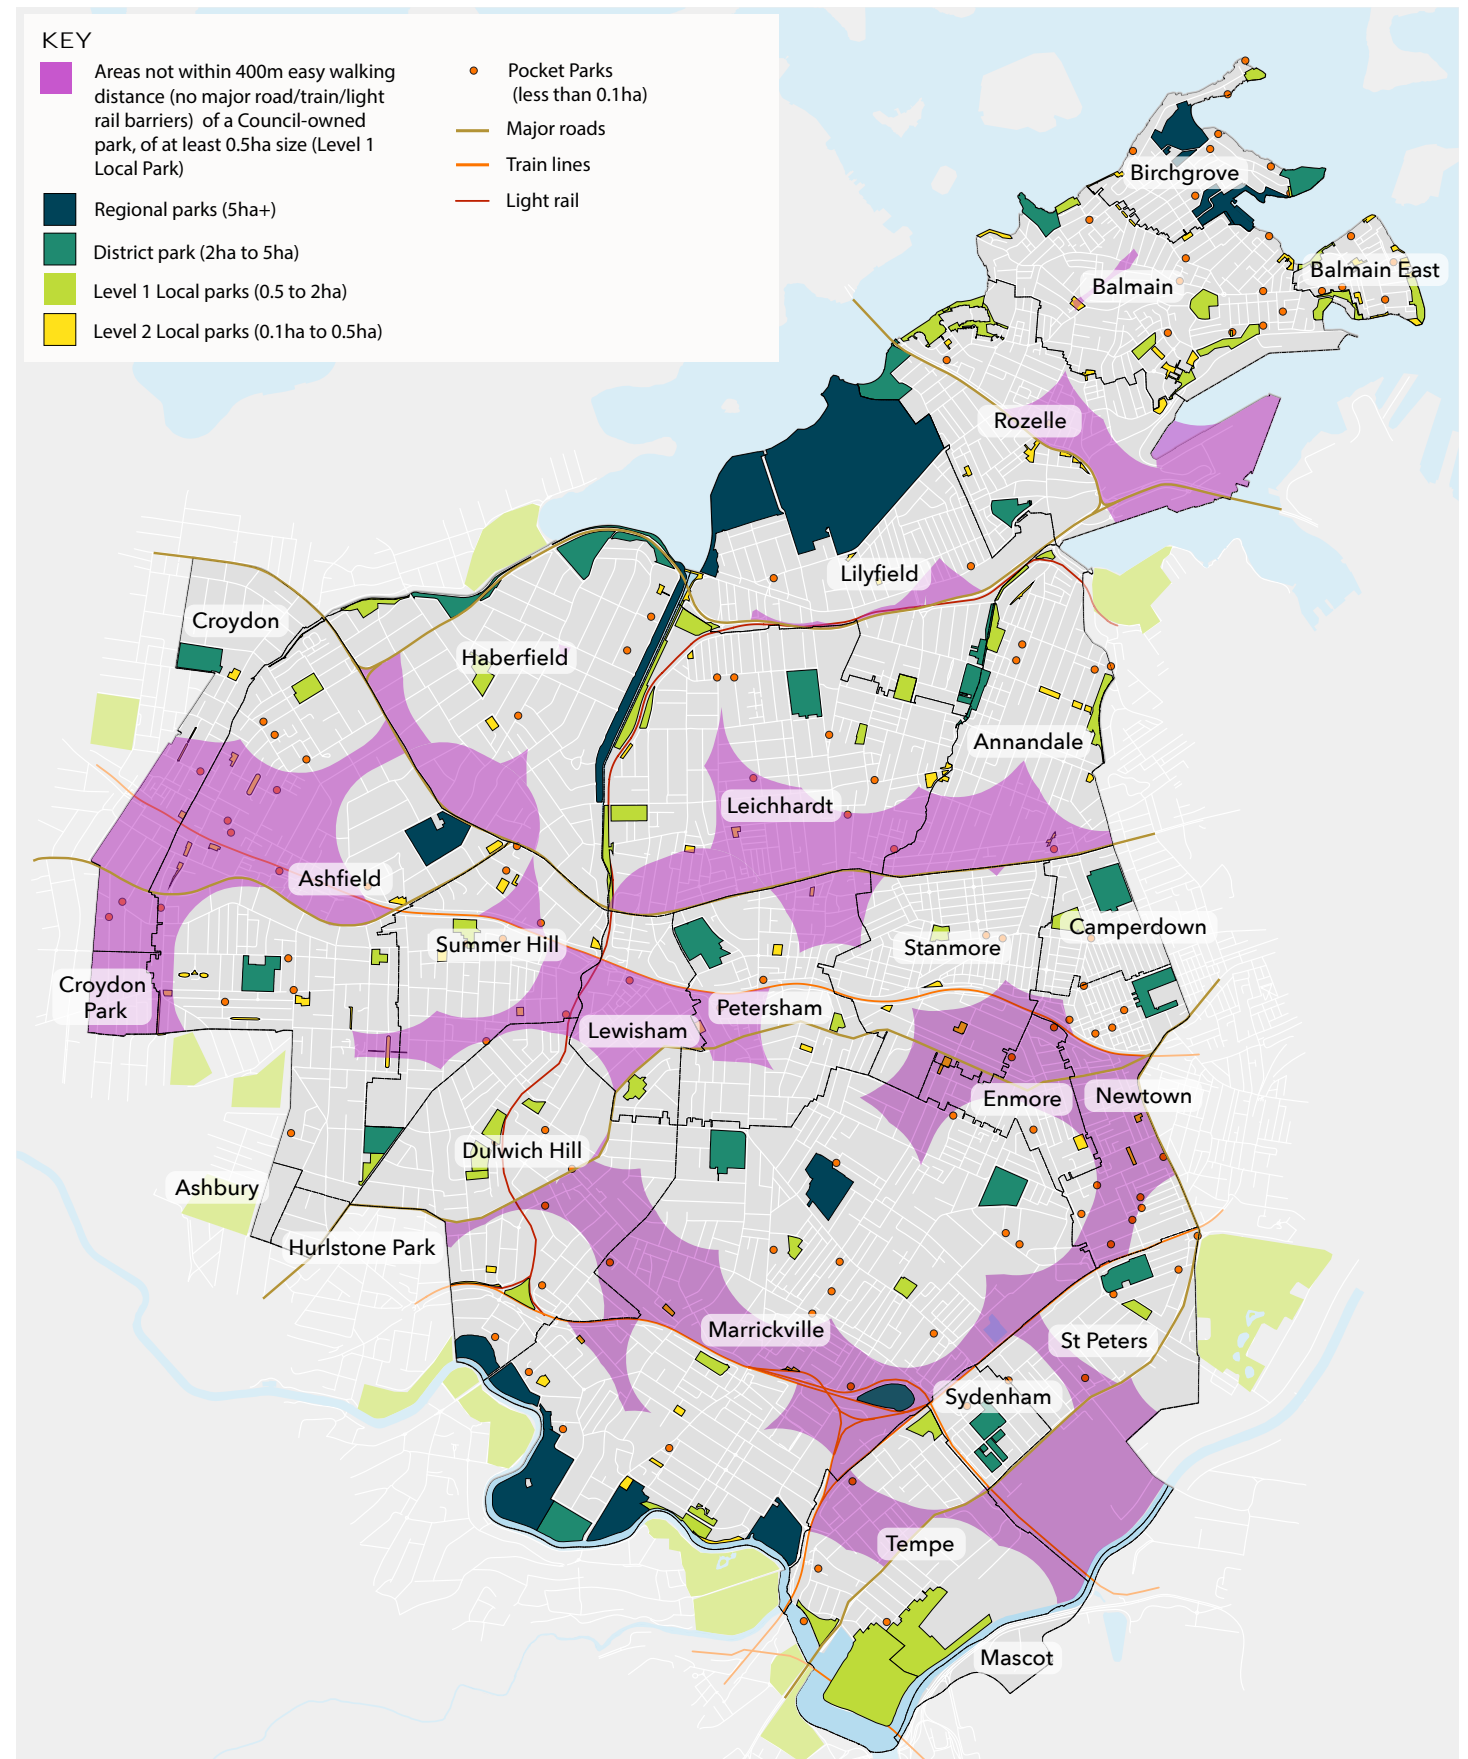 KEY
Areas not within 400m easy walking
distance (no major road/train/light
rail barriers) of a Council-owned
park, of at least 0.5ha size (Level 1
Local Park)
Regional parks (5ha+)
District park (2ha to 5ha)
Level 1 Local parks (0.5 to 2ha)
Level 2 Local parks (0.1ha to 0.5ha)
Pocket Parks
(less than 0.1ha)
Major roads
Train lines
Light rail
Birchgrove
Balmain East
Balmain
Rozelle
Lilyfield
Croydon
Haberfield
Annandale
Leichhardt
Ashfield
Camperdown
Summer Hill
Stanmore
Croydon
Park
Petersham
Lewisham
Enmore
Newtown
Dulwich Hill
Ashbury
Hurlstone Park
Marrickville
St Peters
Sydenham
Tempe
Mascot